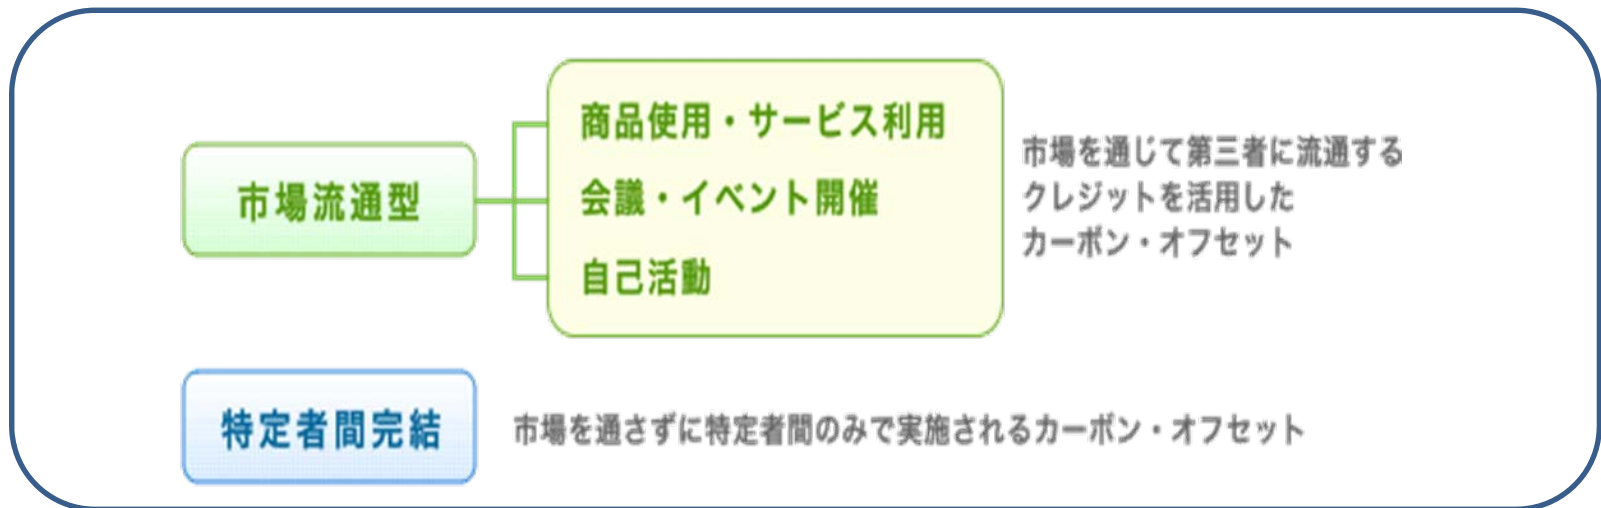 市場流通型
商品使用・サービス利用
会議・イベント開催
自己活動
市場を通じて第三者に流通する
クレジットを活用した
カーボン・オフセット
特定者間完結
市場を通さずに特定者間のみで実施されるカーボン・オフセット